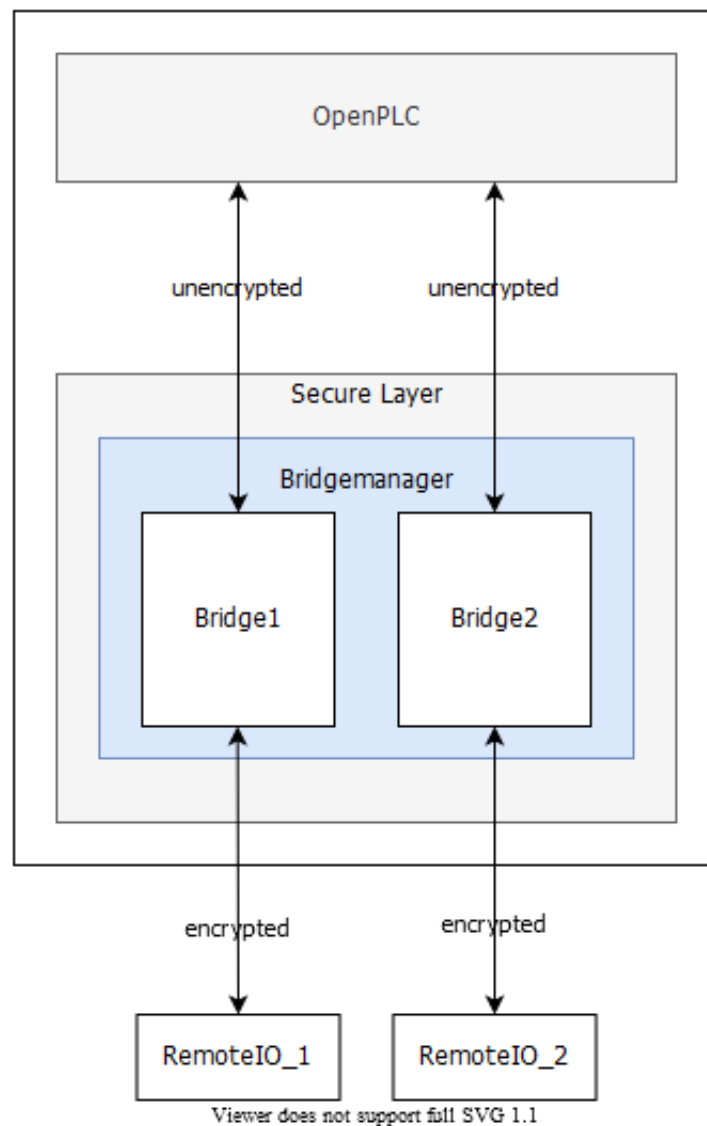 OpenPLC
unencrypted unencrypted
Secure Layer
Bridgemanager
Bridge1 Bridge2
encrypted encrypted
RemoteIO_1 RemoteIO_2
Viewer does not support full SVG 1.1